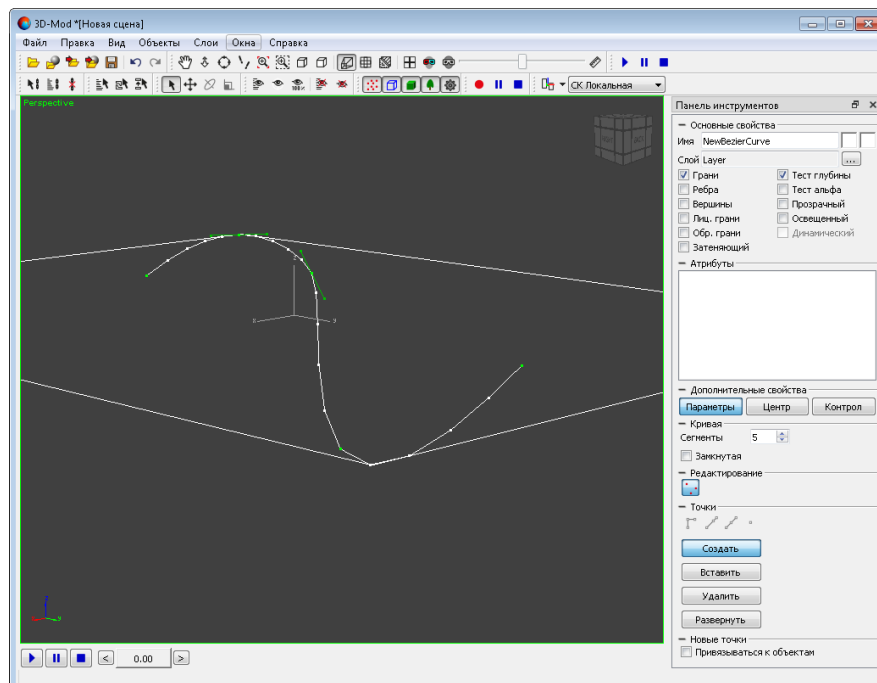 3D-Mod *[Новая сцена]
Файл Правка Вид Объекты Слои Окна Справка
СК Локальная
Perspective
Панель инструментов
Основные свойства
Имя NewBezierCurve
Слой Layer ...
Грани Тест глубины
Ребра Тест альфа
Вершины Прозрачный
Лиц. грани Освещенный
Обр. грани Динамический
Затеняющий
Атрибуты
Дополнительные свойства
Параметры Центр Контрол
Кривая
Сегменты 5
Замкнутая
Редактирование
Точки
Создать
Вставить
Удалить
Развернуть
Новые точки
Привязываться к объектам
< 0.00 >